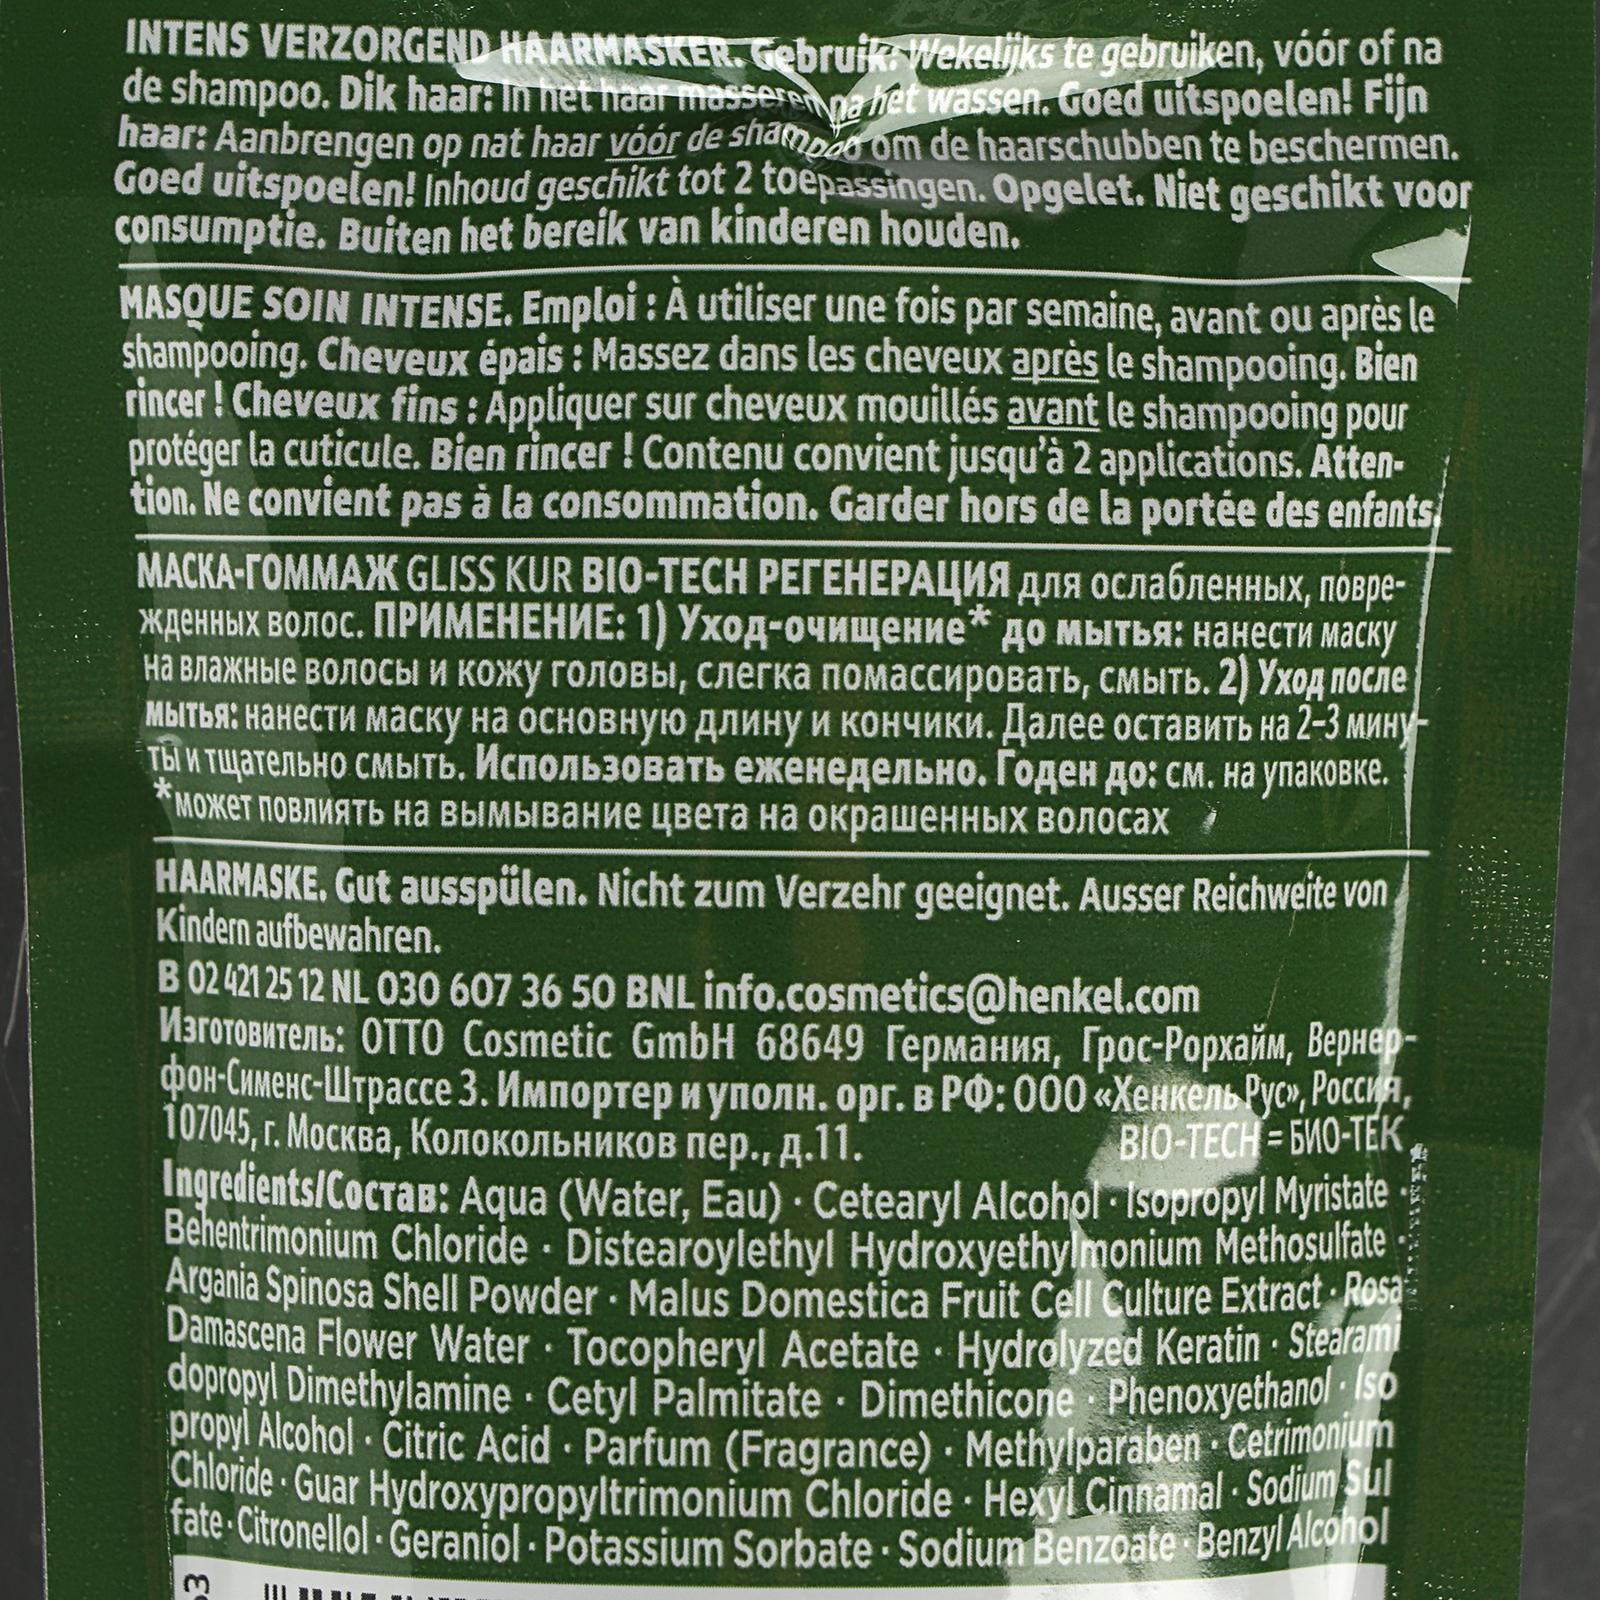 INTENS VERZORGEND HAARMASKER. Gebruik: Wekelijks te gebruiken, vóór of na
de shampoo. Dik haar: In het haar masseren na het wassen. Goed uitspoelen! Fijn
haar: Aanbrengen op nat haar vóór de shampoo om de haarschubben te beschermen.
Goed uitspoelen! Inhoud geschikt tot 2 toepassingen. Opgelet. Niet geschikt voor
consumptie. Buiten het bereik van kinderen houden.
MASQUE SOIN INTENSE. Emploi : À utiliser une fois par semaine, avant ou après le
shampooing. Cheveux épais : Massez dans les cheveux après le shampooing. Bien
rincer ! Cheveux fins : Appliquer sur cheveux mouillés avant le shampooing pour
protéger la cuticule. Bien rincer ! Contenu convient jusqu'à 2 applications. Atten-
tion. Ne convient pas à la consommation. Garder hors de la portée des enfants.
МАСКА-ГОММАЖ GLISS KUR BIO-TECH РЕГЕНЕРАЦИЯ для ослабленных, повре-
жденных волос. ПРИМЕНЕНИЕ: 1) Уход-очищение* до мытья: нанести маску
на влажные волосы и кожу головы, слегка помассировать, смыть. 2) Уход после
мытья: нанести маску на основную длину и кончики. Далее оставить на 2–3 мину-
ты и тщательно смыть. Использовать еженедельно. Годен до: см. на упаковке.
*может повлиять на вымывание цвета на окрашенных волосах
HAARMASKE. Gut ausspülen. Nicht zum Verzehr geeignet. Ausser Reichweite von
Kindern aufbewahren.
B 02 421 25 12 NL 030 607 36 50 BNL info.cosmetics@henkel.com
Изготовитель: OTTO Cosmetic GmbH 68649 Германия, Грос-Рорхайм, Вернер-
фон-Сименс-Штрассе 3. Импортер и уполн. орг. в РФ: ООО «Хенкель Рус», Россия,
107045, г. Москва, Колокольников пер., д.11. BIO-TECH = БИО-ТЕК
Ingredients/Состав: Aqua (Water, Eau) · Cetearyl Alcohol · Isopropyl Myristate ·
Behentrimonium Chloride · Distearoylethyl Hydroxyethylmonium Methosulfate ·
Argania Spinosa Shell Powder · Malus Domestica Fruit Cell Culture Extract · Rosa
Damascena Flower Water · Tocopheryl Acetate · Hydrolyzed Keratin · Stearami
dopropyl Dimethylamine · Cetyl Palmitate · Dimethicone · Phenoxyethanol · Iso
propyl Alcohol · Citric Acid · Parfum (Fragrance) · Methylparaben · Cetrimonium
Chloride · Guar Hydroxypropyltrimonium Chloride · Hexyl Cinnamal · Sodium Sul
fate · Citronellol · Geraniol · Potassium Sorbate · Sodium Benzoate · Benzyl Alcohol